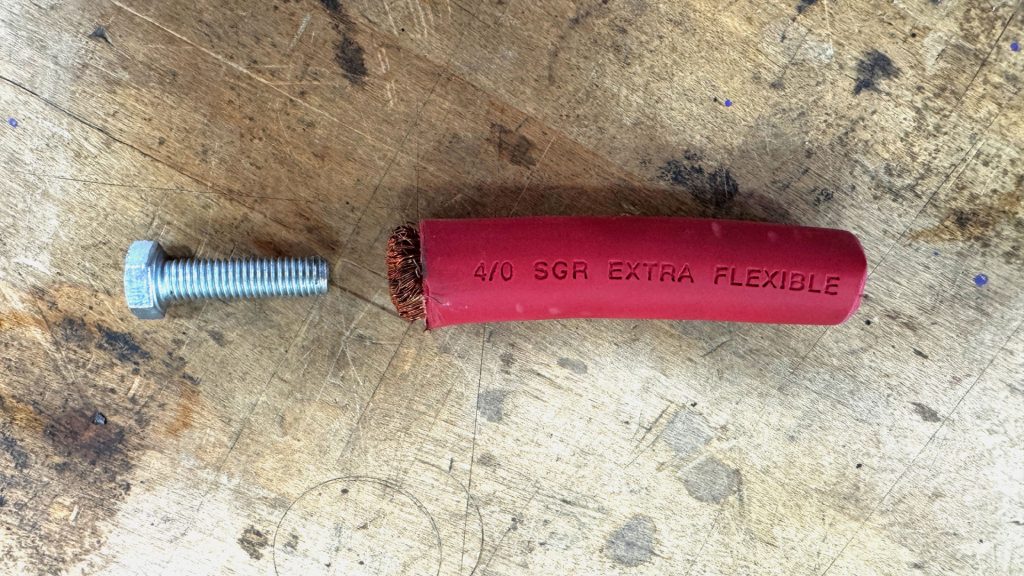 4/0 SGR EXTRA FLEXIBLE